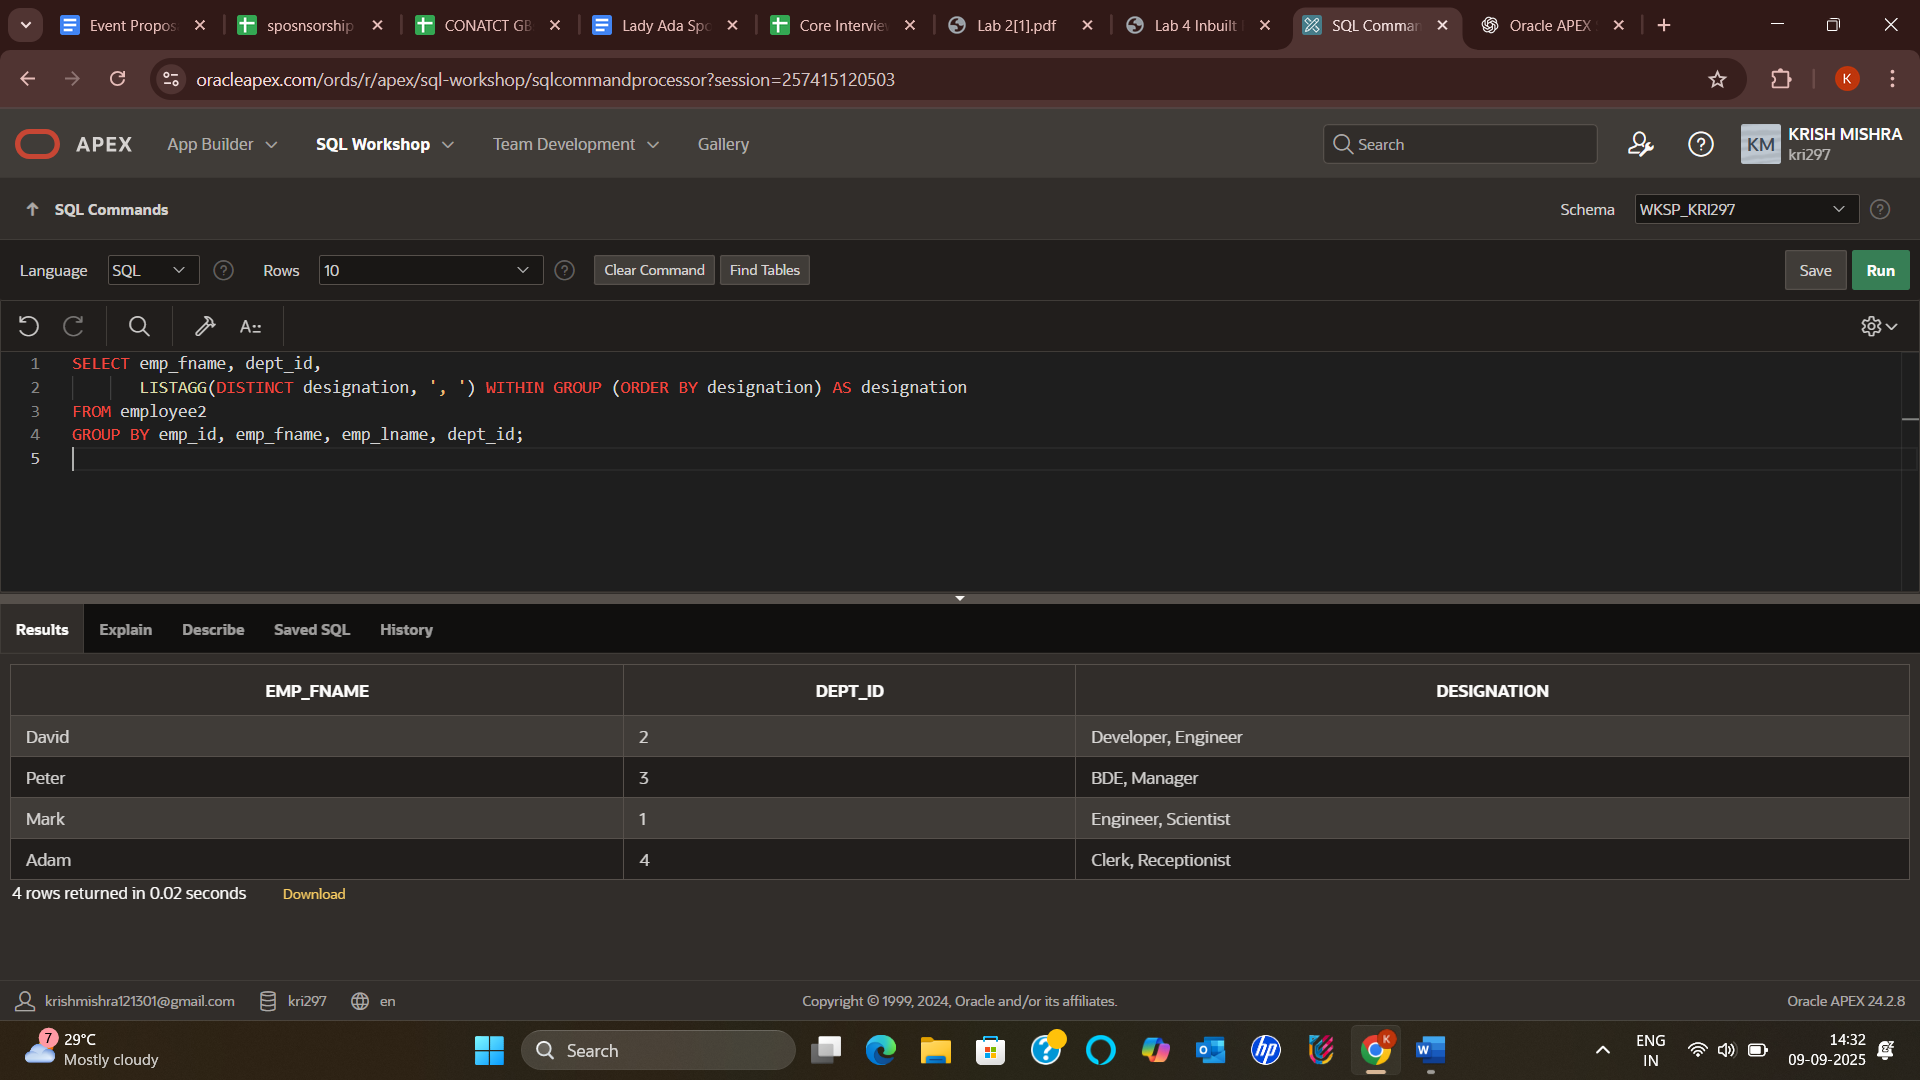 Event Propos
sposnsorship
CONATCT GB
Lady Ada Spo
Core Interview
Lab 2[1].pdf
Lab 4 Inbuilt
SQL Comman
Oracle APEX
oracleapex.com/ords/r/apex/sql-workshop/sqlcommandprocessor?session=257415120503
K
APEX
App Builder
SQL Workshop
Team Development
Gallery
Search
KM
KRISH MISHRA
kri297
SQL Commands
Schema
WKSP_KRI297
Language
SQL
Rows
10
Clear Command
Find Tables
Save
Run
1 SELECT emp_fname, dept_id,
2 LISTAGG(DISTINCT designation, ', ') WITHIN GROUP (ORDER BY designation) AS designation
3 FROM employee2
4 GROUP BY emp_id, emp_fname, emp_lname, dept_id;
5
Results Explain Describe Saved SQL History
EMP_FNAME DEPT_ID DESIGNATION
David 2 Developer, Engineer
Peter 3 BDE, Manager
Mark 1 Engineer, Scientist
Adam 4 Clerk, Receptionist
4 rows returned in 0.02 seconds Download
krishmishra121301@gmail.com kri297 en
Copyright © 1999, 2024, Oracle and/or its affiliates.
Oracle APEX 24.2.8
7
29°C
Mostly cloudy
Search
hp
K
W
ENG
IN
14:32
09-09-2025